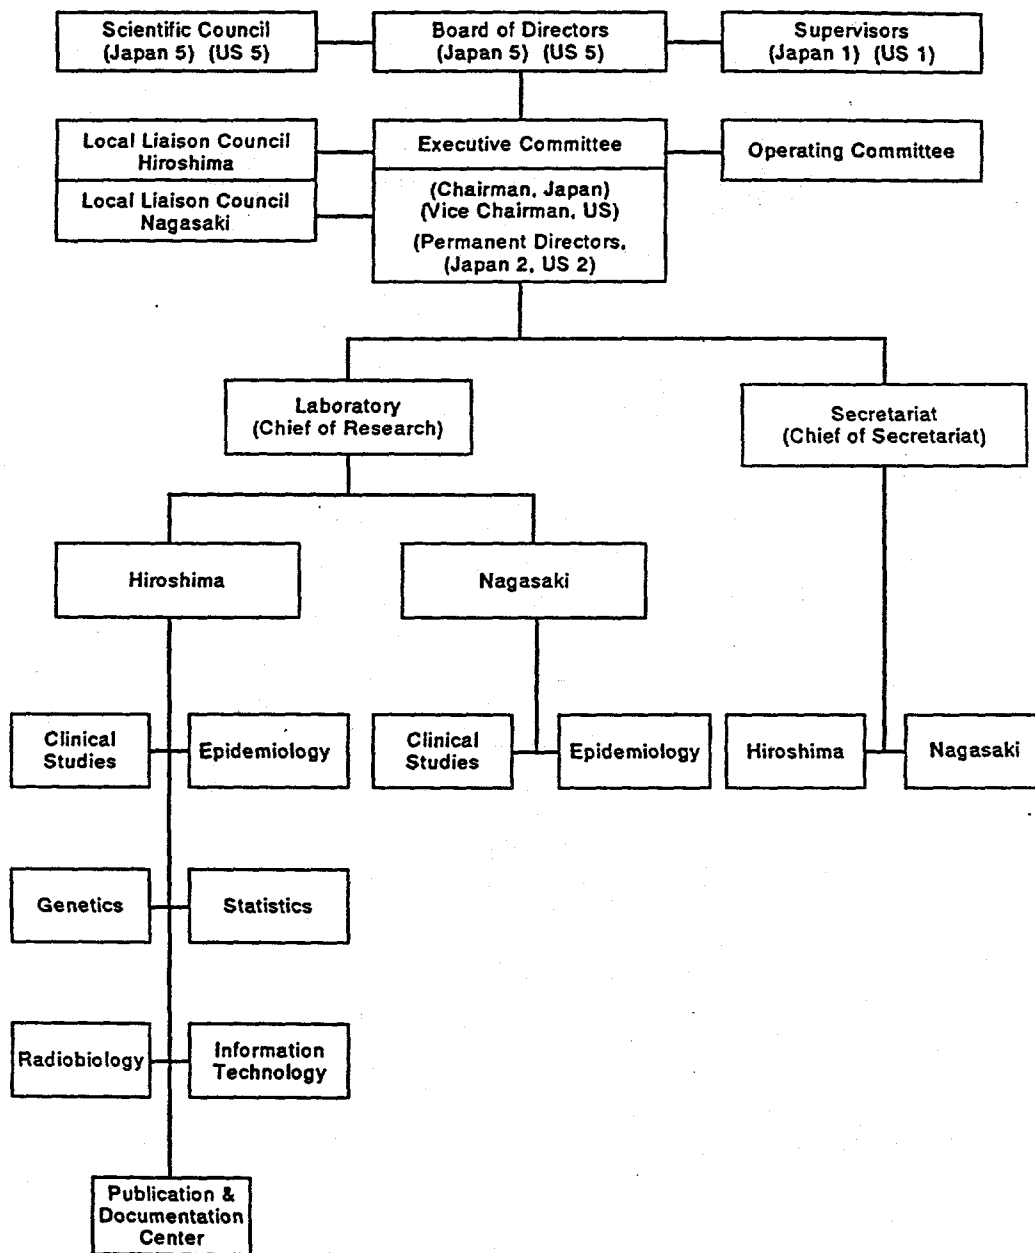 Scientific Council
(Japan 5) (US 5)
Board of Directors
(Japan 5) (US 5)
Supervisors
(Japan 1) (US 1)
Local Liaison Council
Hiroshima
Local Liaison Council
Nagasaki
Executive Committee
(Chairman, Japan)
(Vice Chairman, US)
(Permanent Directors,
(Japan 2, US 2)
Operating Committee
Laboratory
(Chief of Research)
Secretariat
(Chief of Secretariat)
Hiroshima
Nagasaki
Clinical
Studies
Epidemiology
Clinical
Studies
Epidemiology
Hiroshima
Nagasaki
Genetics
Statistics
Radiobiology
Information
Technology
Publication &
Documentation
Center